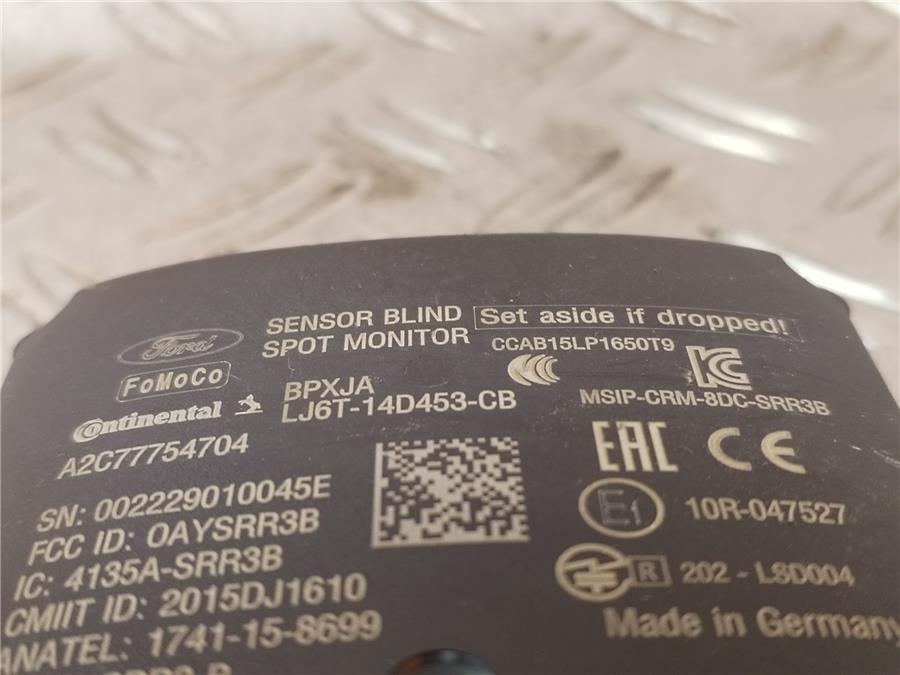 Ford
SENSOR BLIND
SPOT MONITOR
Set aside if dropped!
FoMoCo
CCAB15LP1650T9
Continental
BPXJA
LJ6T-14D453-CB
MSIP-CRM-8DC-SRR3B
A2C77754704
EAC CE
SN: 002229010045E
E1 10R-047527
FCC ID: OAYSRR3B
IC: 4135A-SRR3B
R 202 - LSD004
CMIIT ID: 2015DJ1610
Made in Germany
ANATEL: 1741-15-8699